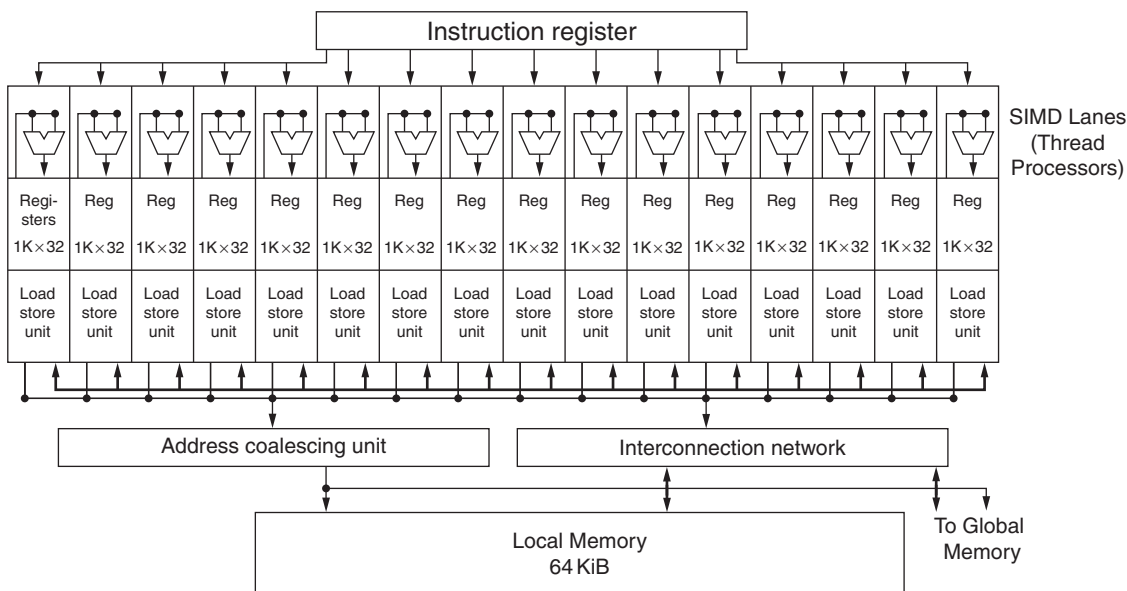 Instruction register
SIMD Lanes
(Thread
Processors)
Regi- Reg Reg Reg Reg Reg Reg Reg Reg Reg Reg Reg Reg Reg Reg Reg
sters
1K×32 1K×32 1K×32 1K×32 1K×32 1K×32 1K×32 1K×32 1K×32 1K×32 1K×32 1K×32 1K×32 1K×32 1K×32 1K×32
Load Load Load Load Load Load Load Load Load Load Load Load Load Load Load Load
store store store store store store store store store store store store store store store store
unit unit unit unit unit unit unit unit unit unit unit unit unit unit unit unit
Address coalescing unit
Interconnection network
Local Memory
64 KiB
To Global
Memory